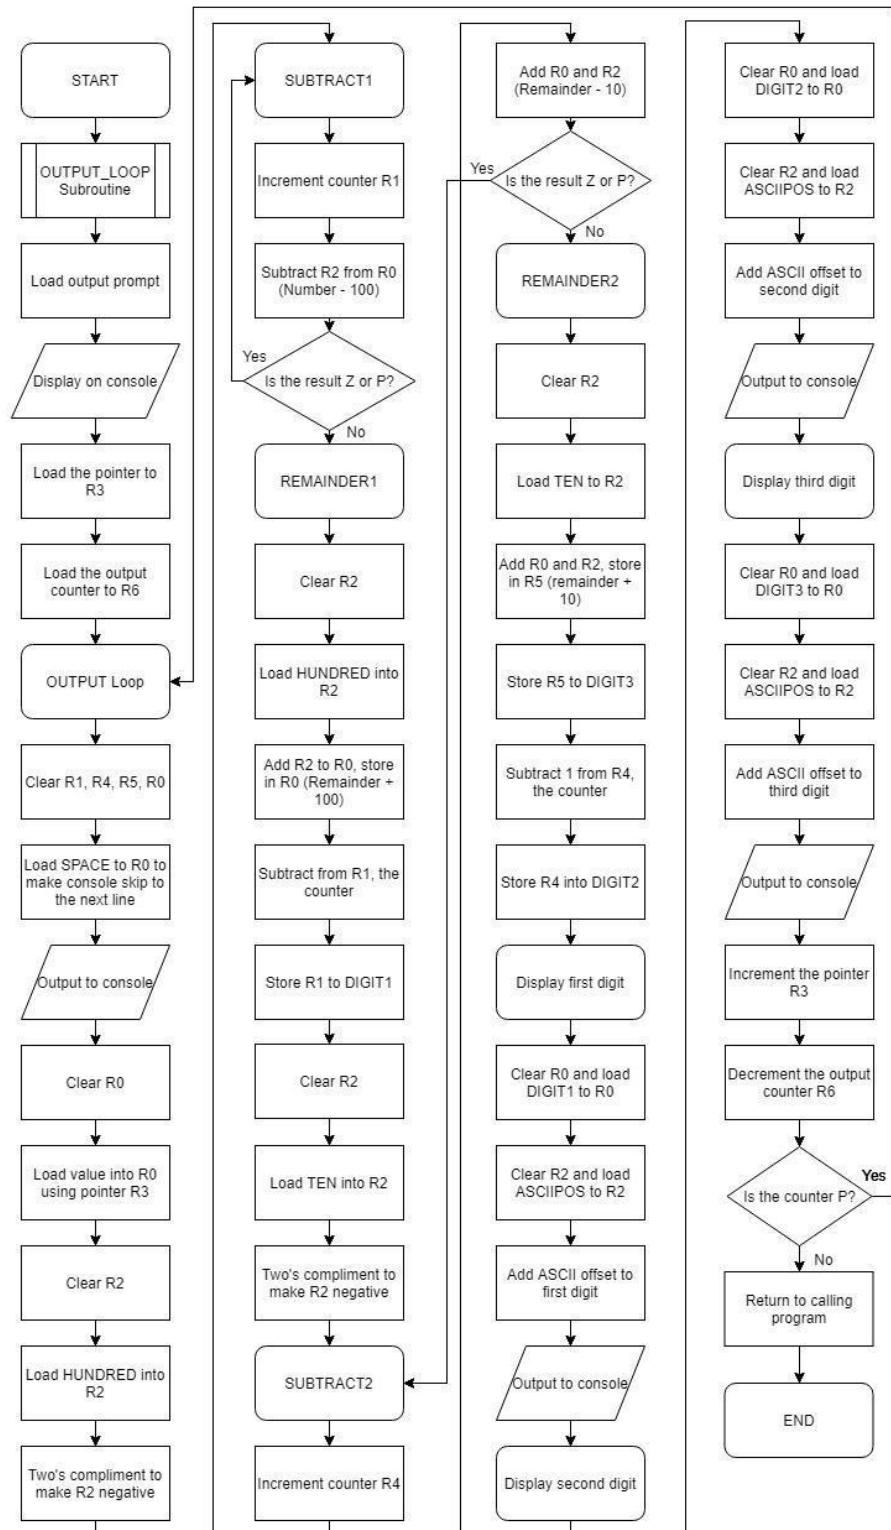 START
OUTPUT_LOOP
Subroutine
Load output prompt
Display on console
Load the pointer to
R3
Load the output
counter to R6
OUTPUT Loop
Clear R1, R4, R5, R0
Load SPACE to R0 to
make console skip to
the next line
Output to console
Clear R0
Load value into R0
using pointer R3
Clear R2
Load HUNDRED into
R2
Two's compliment to
make R2 negative
SUBTRACT1
Increment counter R1
Subtract R2 from R0
(Number - 100)
Yes
Is the result Z or P?
No
REMAINDER1
Clear R2
Load HUNDRED into
R2
Add R2 to R0, store
in R0 (Remainder +
100)
Subtract from R1, the
counter
Store R1 to DIGIT1
Clear R2
Load TEN into R2
Two's compliment to
make R2 negative
SUBTRACT2
Increment counter R4
Add R0 and R2
(Remainder - 10)
Yes
Is the result Z or P?
No
REMAINDER2
Clear R2
Load TEN to R2
Add R0 and R2, store
in R5 (remainder +
10)
Store R5 to DIGIT3
Subtract 1 from R4,
the counter
Store R4 into DIGIT2
Display first digit
Clear R0 and load
DIGIT1 to R0
Clear R2 and load
ASCIIPOS to R2
Add ASCII offset to
first digit
Output to console
Display second digit
Clear R0 and load
DIGIT2 to R0
Clear R2 and load
ASCIIPOS to R2
Add ASCII offset to
second digit
Output to console
Display third digit
Clear R0 and load
DIGIT3 to R0
Clear R2 and load
ASCIIPOS to R2
Add ASCII offset to
third digit
Output to console
Increment the pointer
R3
Decrement the output
counter R6
Yes
Is the counter P?
No
Return to calling
program
END